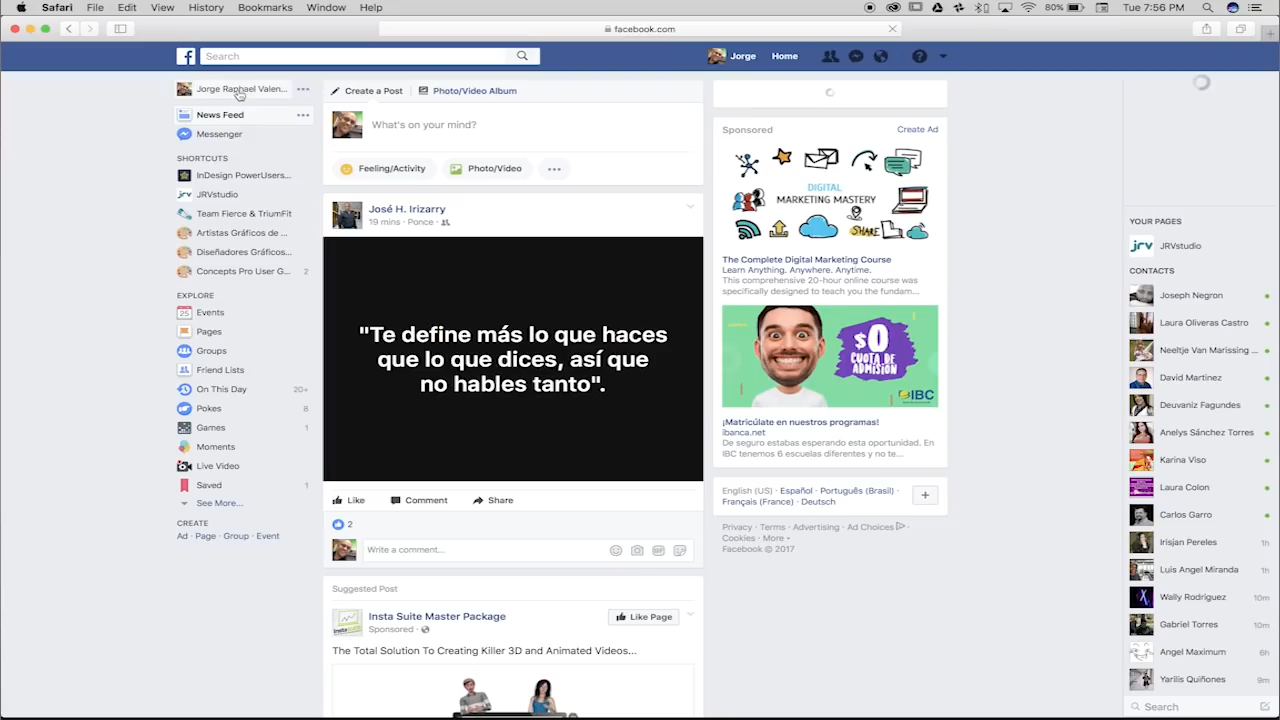 Safari File Edit View History Bookmarks Window Help 80% Tue 7:56 PM
facebook.com
f Search Jorge Home
Jorge Raphael Valen...
News Feed
Messenger
SHORTCUTS
InDesign PowerUsers...
JRVstudio
Team Fierce & TriumFit
Artistas Gráficos de ...
Diseñadores Gráficos...
Concepts Pro User G... 2
EXPLORE
25 Events
Pages
Groups
Friend Lists
On This Day 20+
Pokes 8
Games 1
Moments
Live Video
Saved 1
See More...
CREATE
Ad · Page · Group · Event
Create a Post Photo/Video Album
What's on your mind?
Feeling/Activity Photo/Video
José H. Irizarry
19 mins · Ponce ·
"Te define más lo que haces
que lo que dices, así que
no hables tanto".
Like Comment Share
2
Write a comment...
Suggested Post
Insta Suite Master Package
Sponsored ·
Like Page
The Total Solution To Creating Killer 3D and Animated Videos...
Sponsored Create Ad
DIGITAL
MARKETING MASTERY
SHARE
The Complete Digital Marketing Course
Learn Anything. Anywhere. Anytime.
This comprehensive 20-hour online course was
specifically designed to teach you the fundam...
$0
CUOTA DE
ADMISIÓN
IBC
¡Matricúlate en nuestros programas!
ibanca.net
De seguro estabas esperando esta oportunidad. En
IBC tenemos 6 escuelas diferentes y no te...
English (US) · Español · Português (Brasil) ·
Français (France) · Deutsch
Privacy · Terms · Advertising · Ad Choices ·
Cookies · More
Facebook © 2017
YOUR PAGES
jrv JRVstudio
CONTACTS
Joseph Negron
Laura Oliveras Castro
Neeltje Van Marissing ...
David Martinez
Deuvaniz Fagundes
Anelys Sánchez Torres
Karina Viso
Laura Colon
Carlos Garro
Irisjan Pereles 1h
Luis Angel Miranda 1h
Wally Rodriguez 10m
Gabriel Torres 10m
Angel Maximum 6h
Yarilis Quiñones 9m
Search